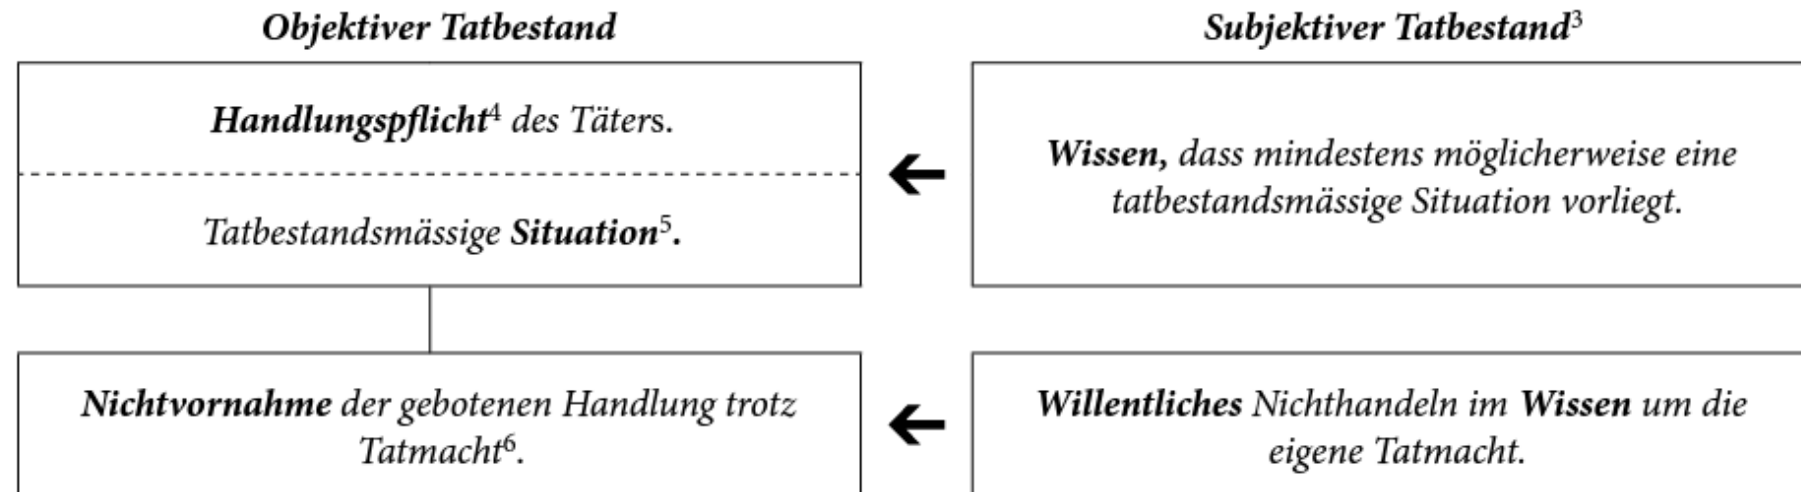 Objektiver Tatbestand
Subjektiver Tatbestand³
Handlungspflicht⁴ des Täters.
Tatbestandsmässige Situation⁵.
Wissen, dass mindestens möglicherweise eine
tatbestandsmässige Situation vorliegt.
Nichtvornahme der gebotenen Handlung trotz
Tatmacht⁶.
Willentliches Nichthandeln im Wissen um die
eigene Tatmacht.